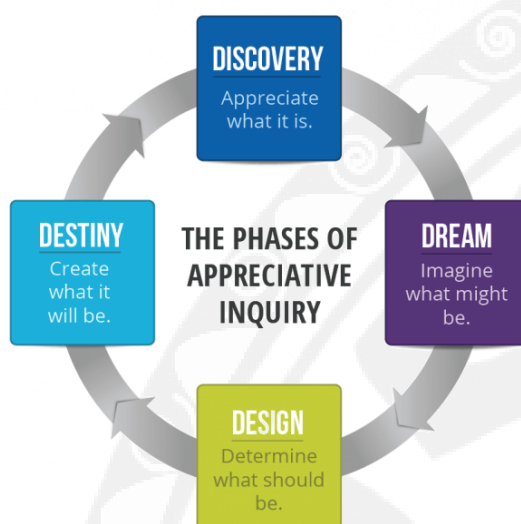 DISCOVERY
Appreciate
what it is.
DESTINY
Create
what it
will be.
THE PHASES OF
APPRECIATIVE
INQUIRY
DREAM
Imagine
what might
be.
DESIGN
Determine
what should
be.